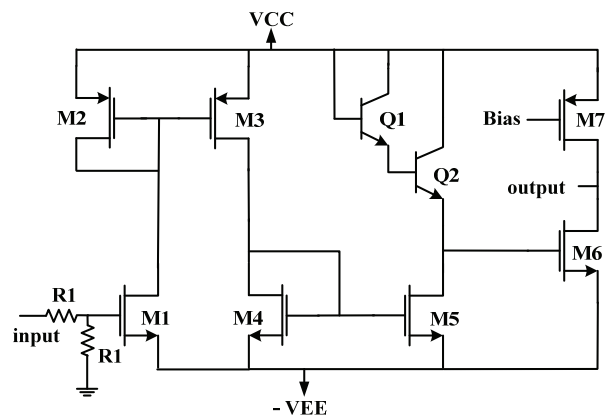 VCC
M2
M3
Q1
Q2
Bias
M7
output
M6
R1
input
R1
M1
M4
M5
- VEE